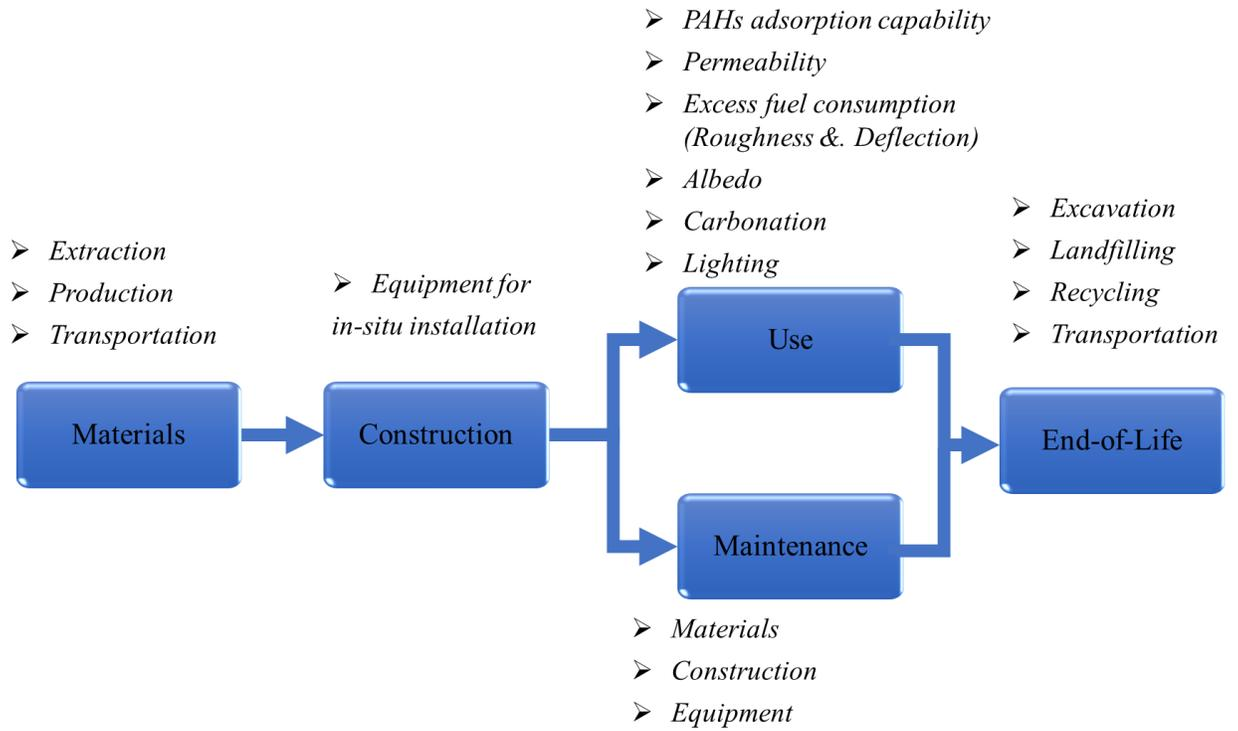 PAHs adsorption capability
Permeability
Excess fuel consumption
(Roughness &. Deflection)
Albedo
Carbonation
Lighting
Extraction
Production
Transportation
Equipment for
in-situ installation
Excavation
Landfilling
Recycling
Transportation
Materials
Construction
Use
Maintenance
End-of-Life
Materials
Construction
Equipment